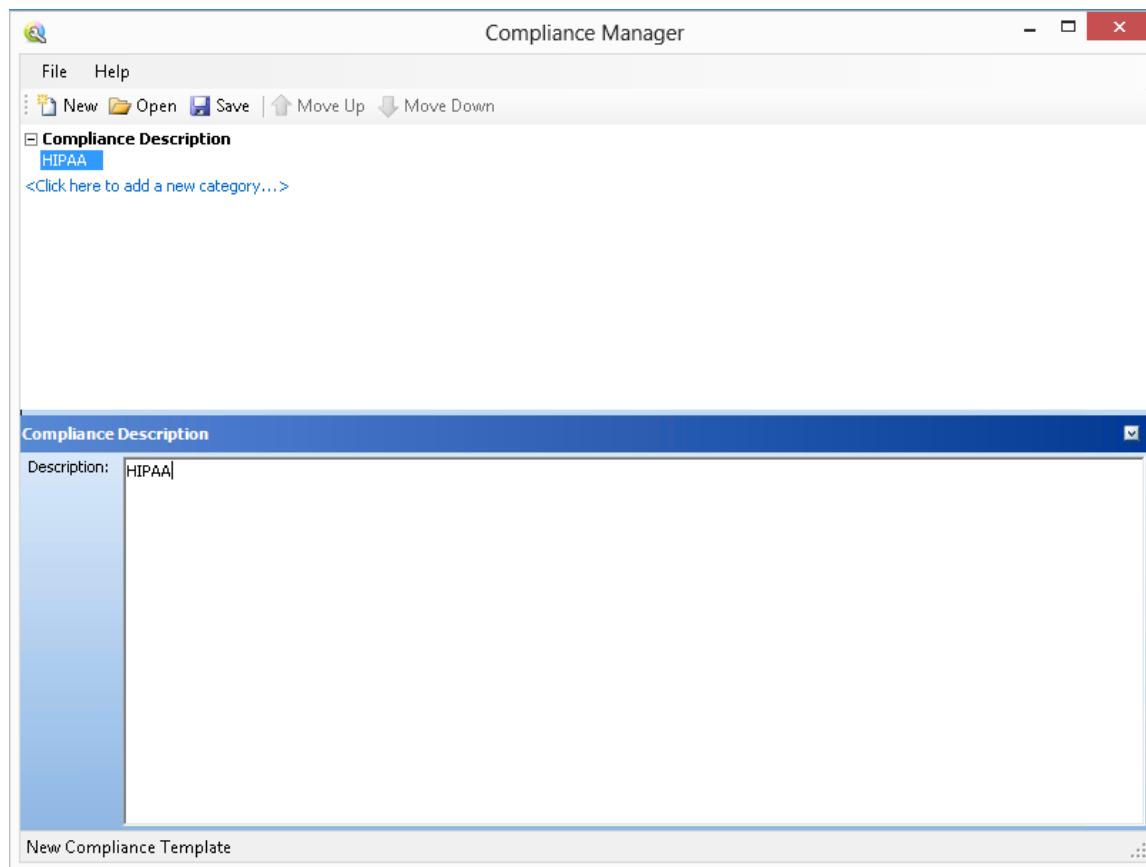 Compliance Manager
File Help
New Open Save Move Up Move Down
Compliance Description
HIPAA
<Click here to add a new category...>
Compliance Description
Description: HIPAA
New Compliance Template